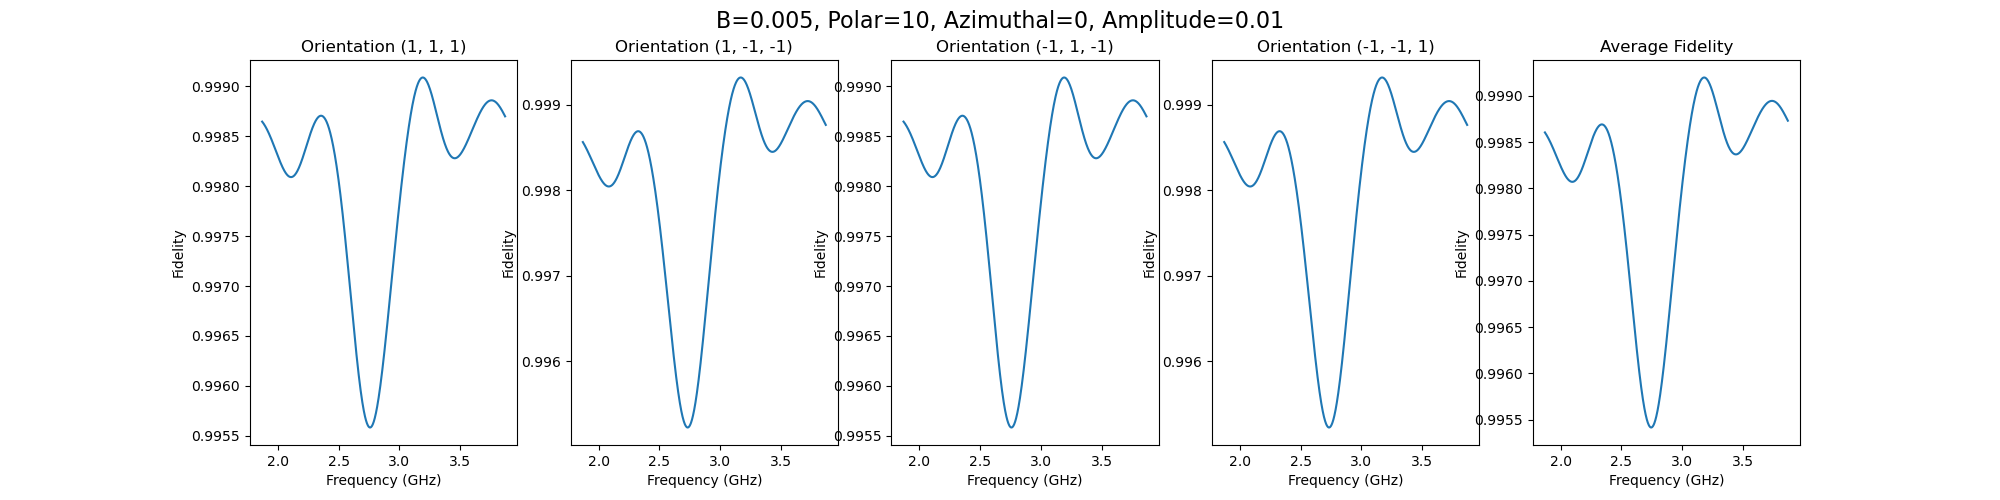 B=0.005, Polar=10, Azimuthal=0, Amplitude=0.01
Orientation (1, 1, 1)
Fidelity
0.9990
0.9985
0.9980
0.9975
0.9970
0.9965
0.9960
0.9955
2.0 2.5 3.0 3.5
Frequency (GHz)
Orientation (1, -1, -1)
Fidelity
0.999
0.998
0.997
0.996
2.0 2.5 3.0 3.5
Frequency (GHz)
Orientation (-1, 1, -1)
Fidelity
0.9990
0.9985
0.9980
0.9975
0.9970
0.9965
0.9960
0.9955
2.0 2.5 3.0 3.5
Frequency (GHz)
Orientation (-1, -1, 1)
Fidelity
0.999
0.998
0.997
0.996
2.0 2.5 3.0 3.5
Frequency (GHz)
Average Fidelity
Fidelity
0.9990
0.9985
0.9980
0.9975
0.9970
0.9965
0.9960
0.9955
2.0 2.5 3.0 3.5
Frequency (GHz)